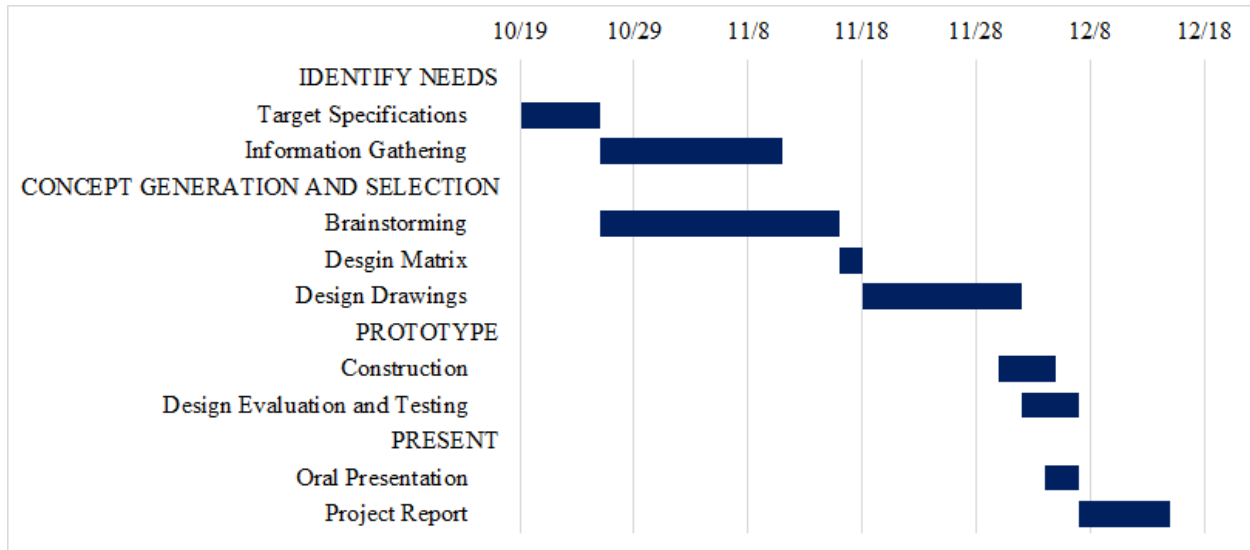 10/19 10/29 11/8 11/18 11/28 12/8 12/18
IDENTIFY NEEDS
Target Specifications
Information Gathering
CONCEPT GENERATION AND SELECTION
Brainstorming
Desgin Matrix
Design Drawings
PROTOTYPE
Construction
Design Evaluation and Testing
PRESENT
Oral Presentation
Project Report